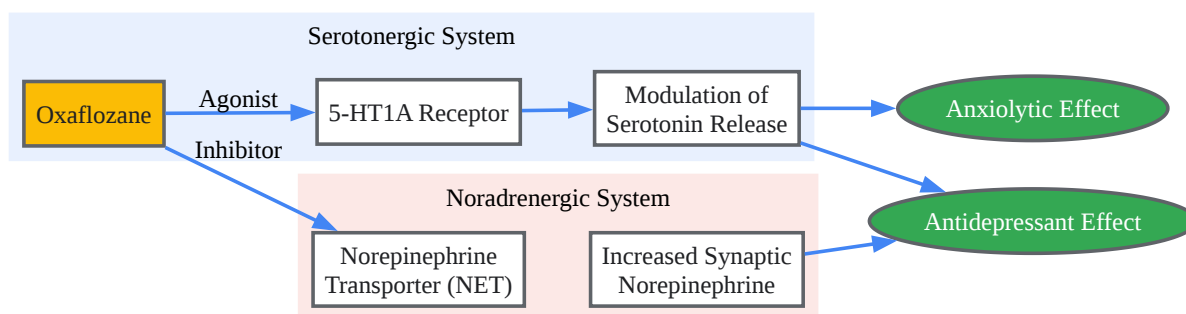 Serotonergic System
Oxaflozane
Agonist
5-HT1A Receptor
Modulation of
Serotonin Release
Anxiolytic Effect
Inhibitor
Noradrenergic System
Norepinephrine
Transporter (NET)
Increased Synaptic
Norepinephrine
Antidepressant Effect